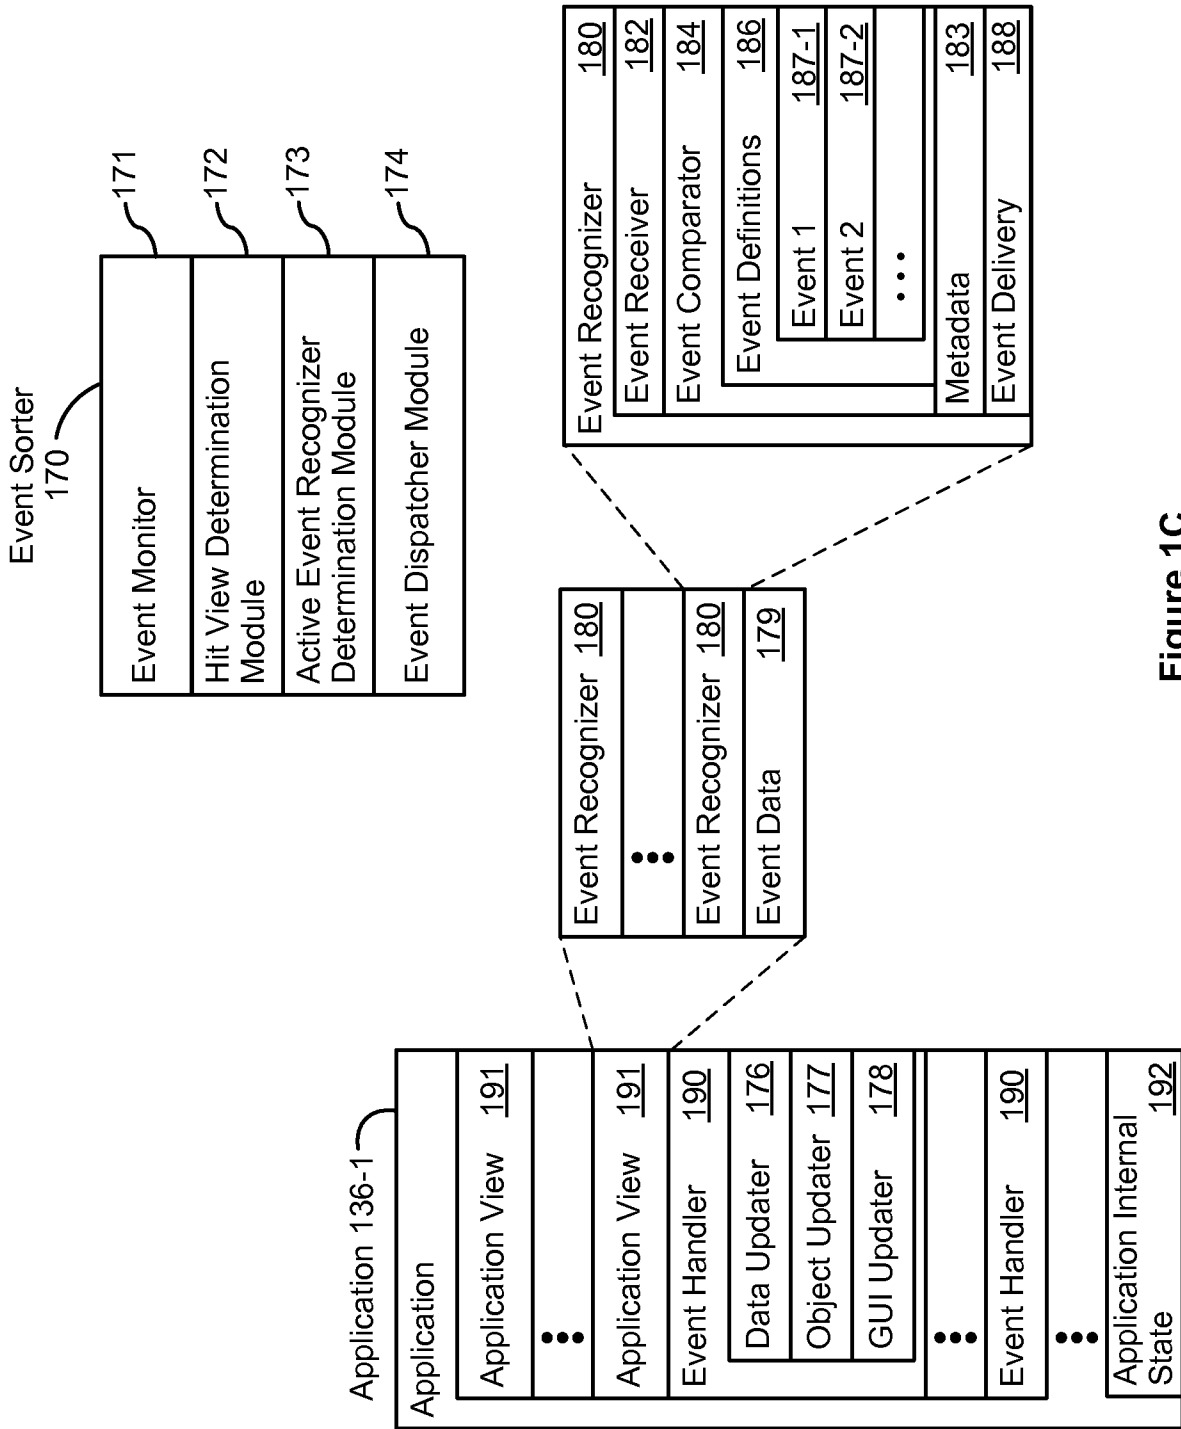 Event Sorter
170
Event Monitor
171
Hit View Determination
Module
172
Active Event Recognizer
Determination Module
173
Event Dispatcher Module
174
Application 136-1
Application
Application View 191
•••
Application View 191
Event Handler 190
Data Updater 176
Object Updater 177
GUI Updater 178
•••
Event Handler 190
•••
Application Internal
State 192
Event Recognizer 180
•••
Event Recognizer 180
Event Data 179
Event Recognizer 180
Event Receiver 182
Event Comparator 184
Event Definitions 186
Event 1 187-1
Event 2 187-2
•••
Metadata 183
Event Delivery 188
Figure 1C